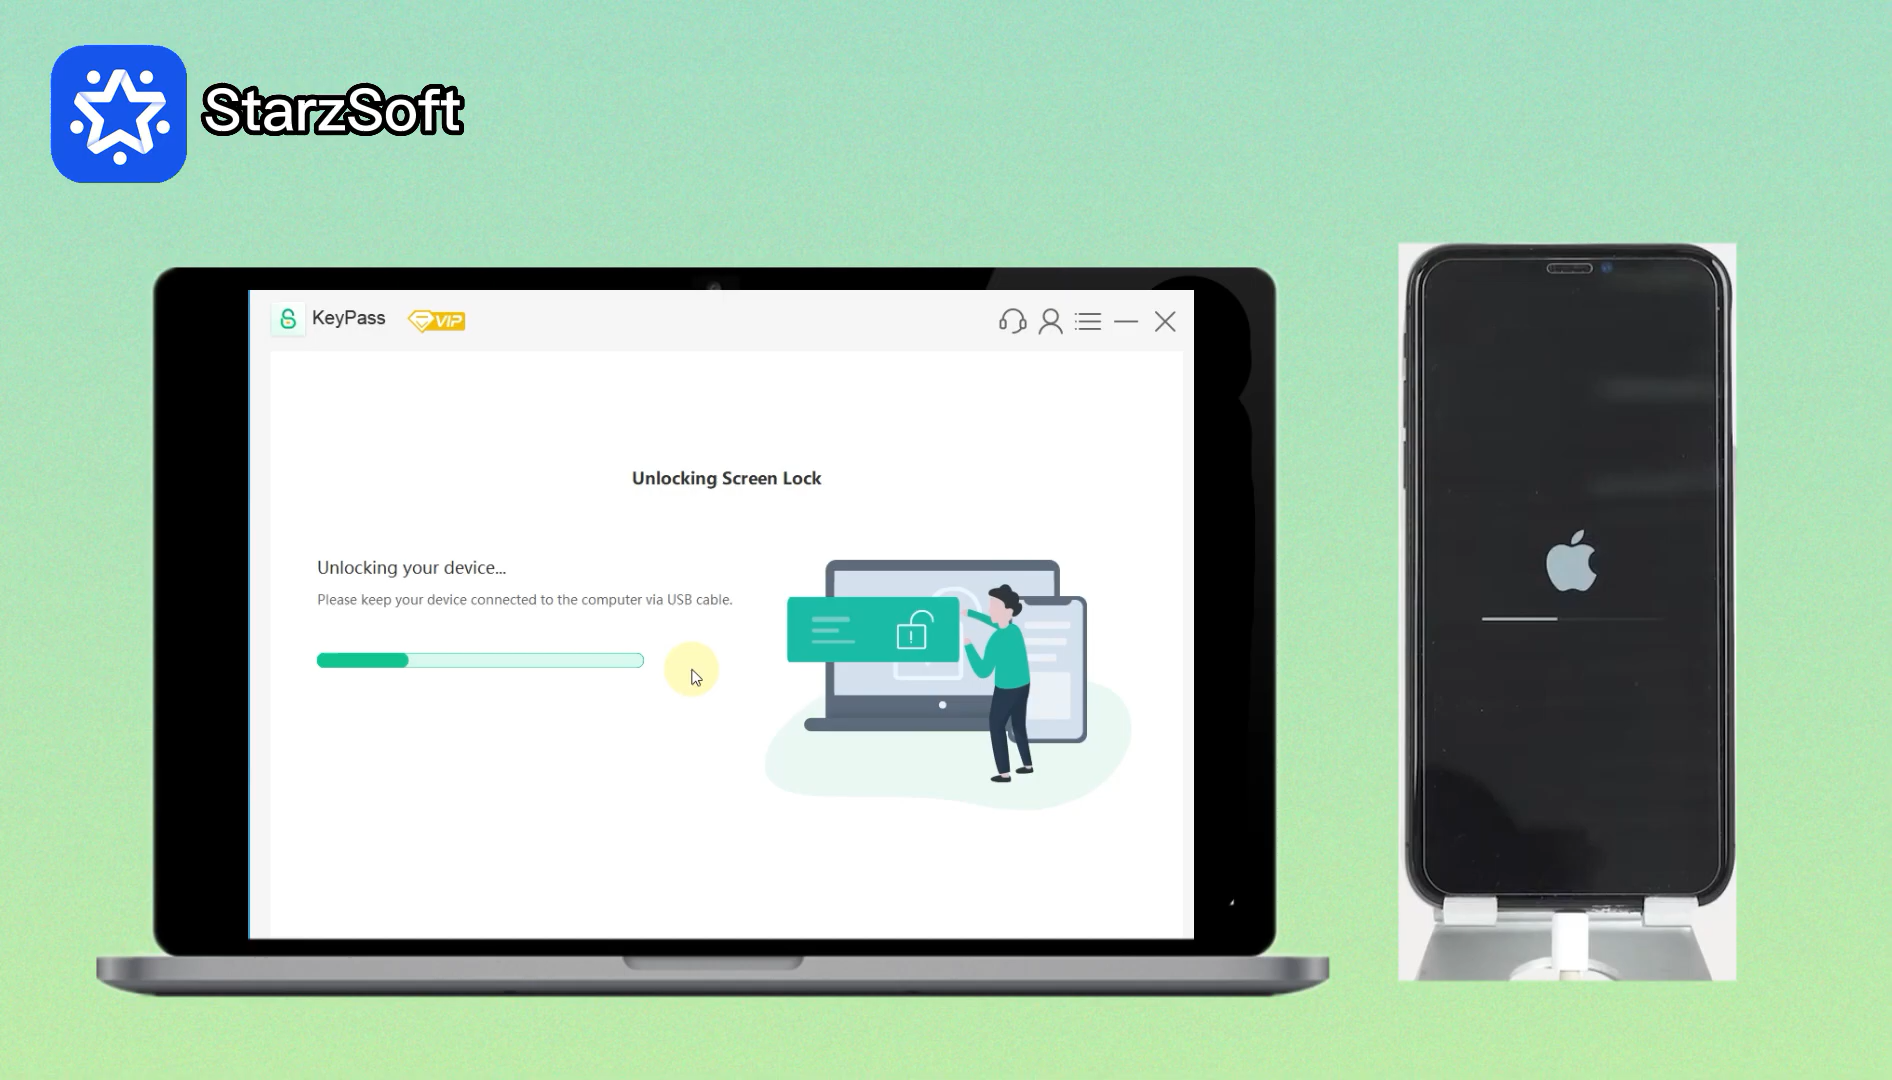 StarzSoft
KeyPass
VIP
Unlocking Screen Lock
Unlocking your device...
Please keep your device connected to the computer via USB cable.